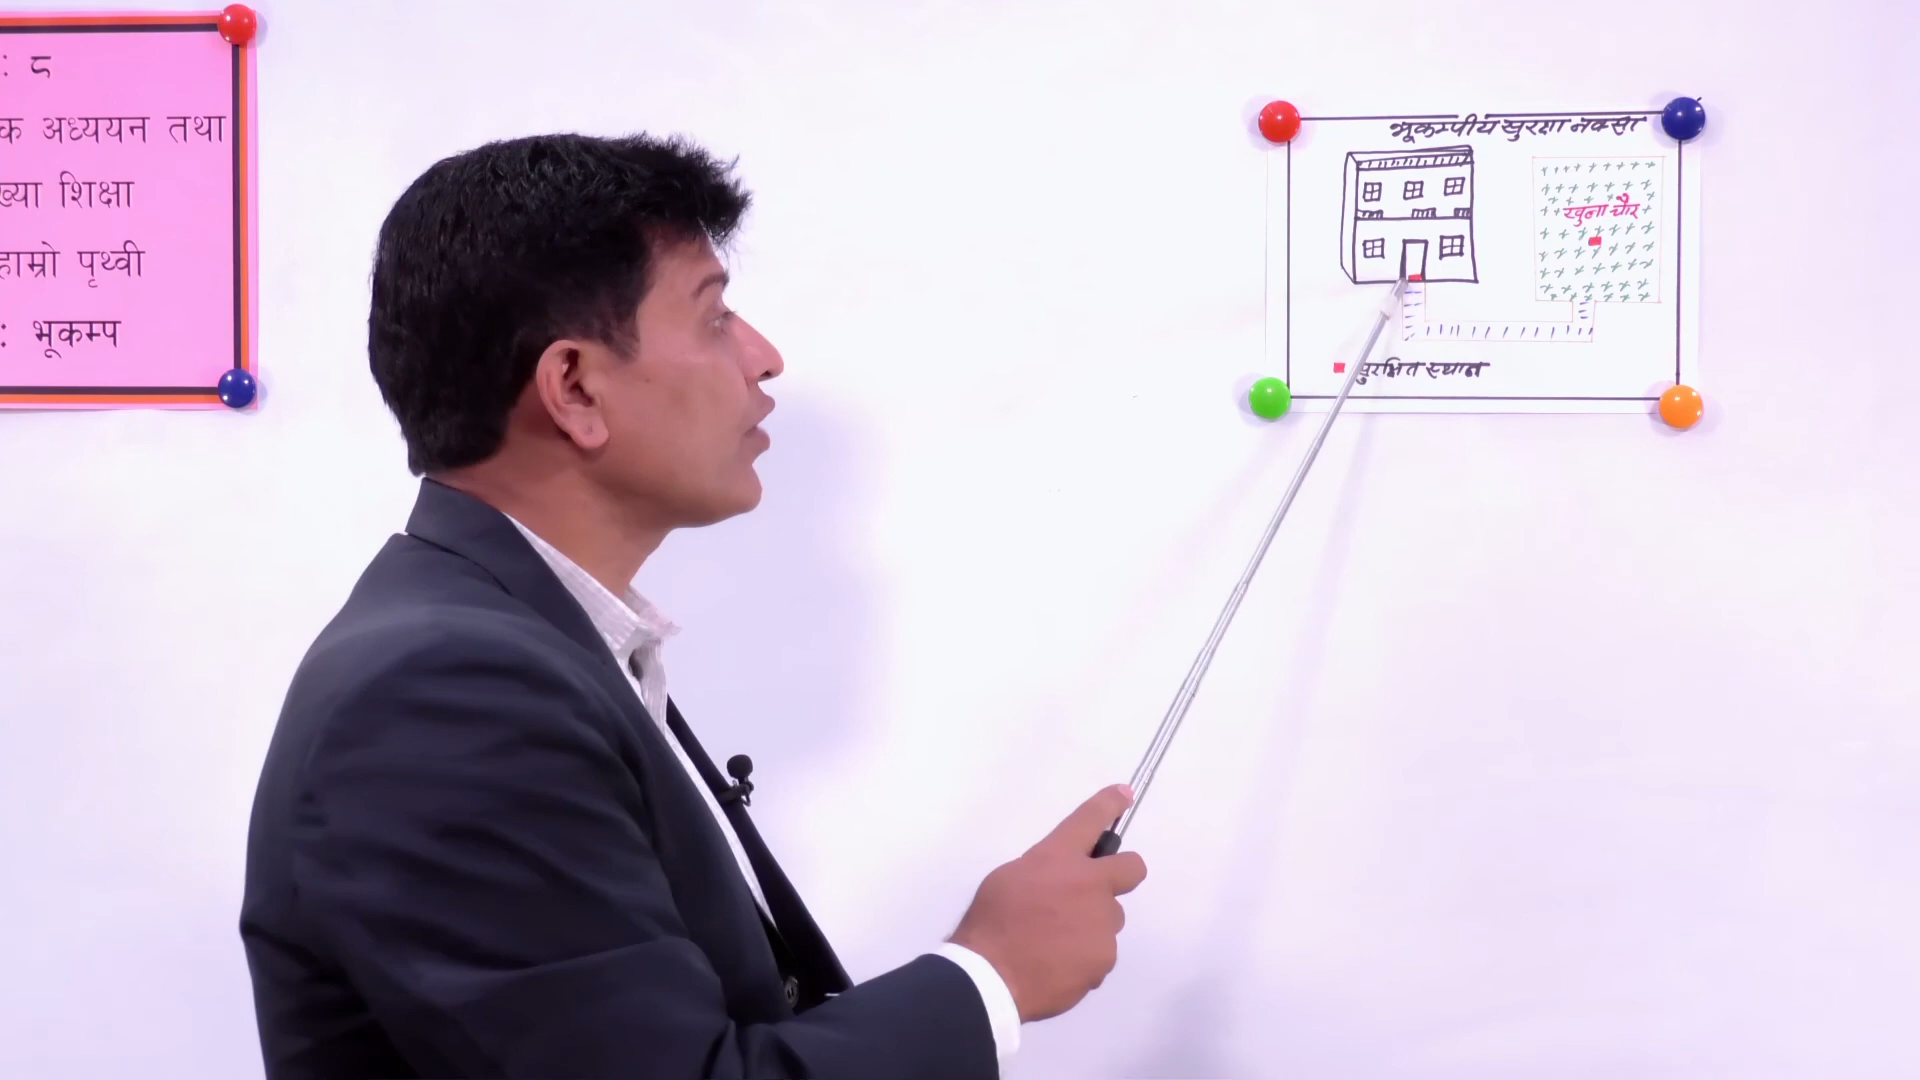 : ८
क अध्ययन तथा
ख्या शिक्षा
हाम्रो पृथ्वी
: भूकम्प
भूकम्पीय सुरक्षा नक्सा
खुला चौर
सुरक्षित स्थान